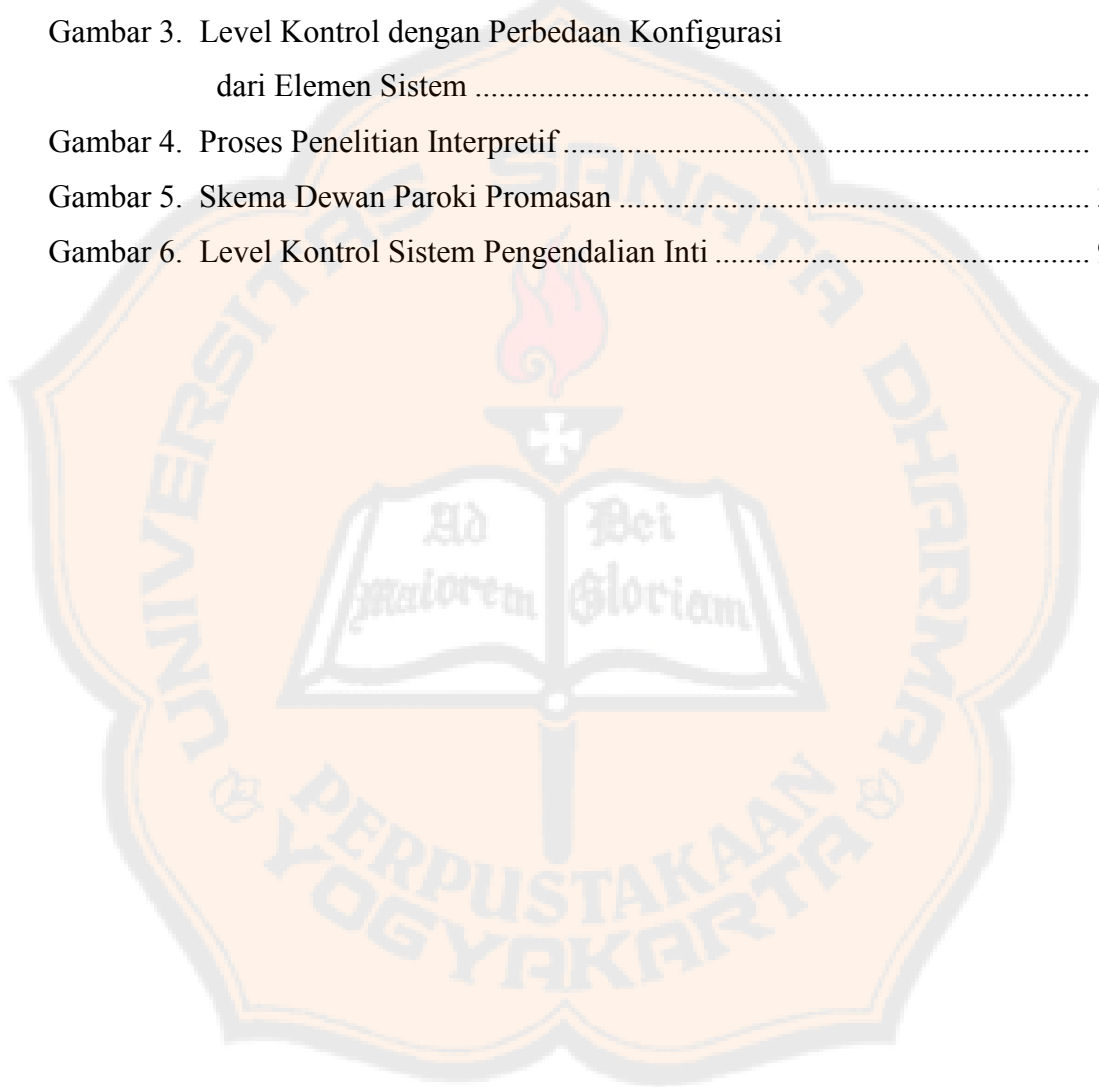 Gambar 3. Level Kontrol dengan Perbedaan Konfigurasi
dari Elemen Sistem ............................................................................
Gambar 4. Proses Penelitian Interpretif .................................................................
Gambar 5. Skema Dewan Paroki Promasan ..........................................................
Gambar 6. Level Kontrol Sistem Pengendalian Inti ..............................................
UNIVERSITAS SANATA DHARMA
Ad Dei
Maiorem Gloriam
PERPUSTAKAAN
YOGYAKARTA